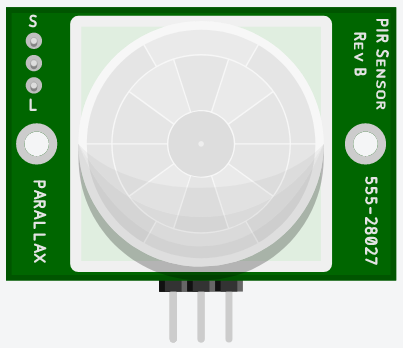 S
L
PARALLAX
PIR SENSOR
REV B
555-28027